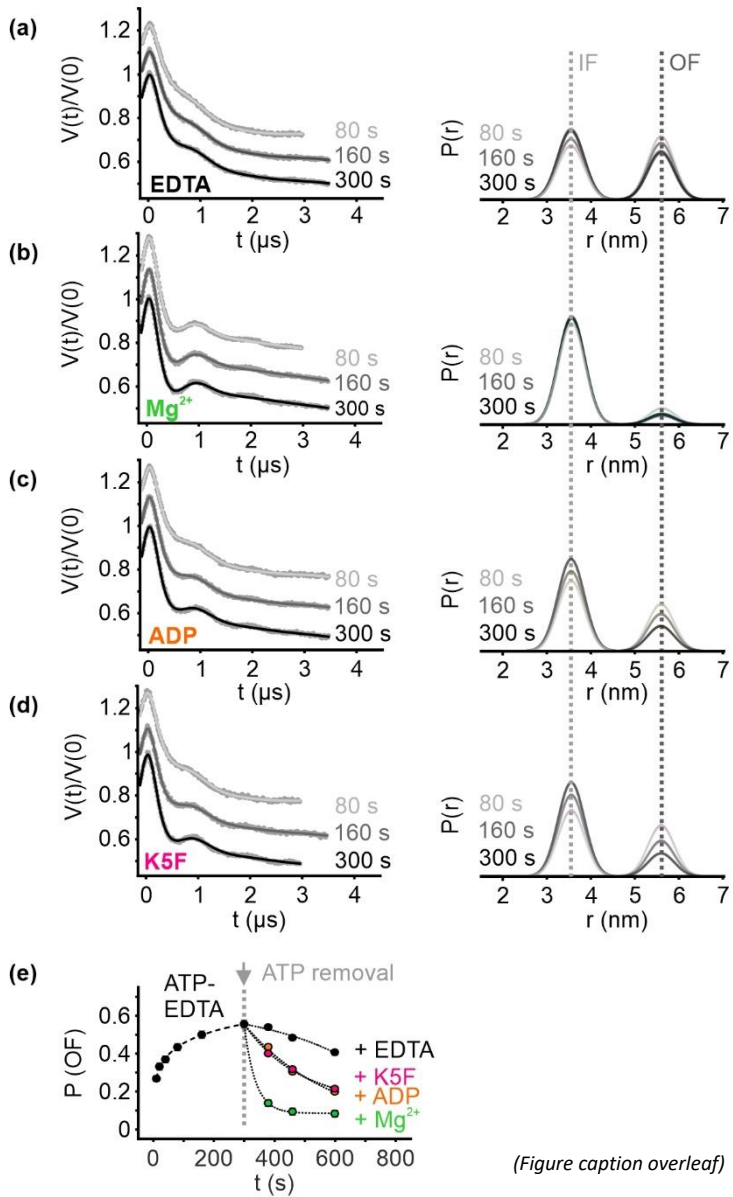 (a)
V(t)/V(0)
1.2
1
0.8
0.6
80 s
160 s
300 s
EDTA
0 1 2 3 4
t (µs)
IF OF
P(r)
80 s
160 s
300 s
2 3 4 5 6 7
r (nm)
(b)
V(t)/V(0)
1.2
1
0.8
0.6
80 s
160 s
300 s
Mg2+
0 1 2 3 4
t (µs)
P(r)
80 s
160 s
300 s
2 3 4 5 6 7
r (nm)
(c)
V(t)/V(0)
1.2
1
0.8
0.6
80 s
160 s
300 s
ADP
0 1 2 3 4
t (µs)
P(r)
80 s
160 s
300 s
2 3 4 5 6 7
r (nm)
(d)
V(t)/V(0)
1.2
1
0.8
0.6
80 s
160 s
300 s
K5F
0 1 2 3 4
t (µs)
P(r)
80 s
160 s
300 s
2 3 4 5 6 7
r (nm)
(e)
P (OF)
0.6
0.4
0.2
0
ATP-
EDTA
ATP removal
+ EDTA
+ K5F
+ ADP
+ Mg2+
0 200 400 600 800
t (s)
(Figure caption overleaf)